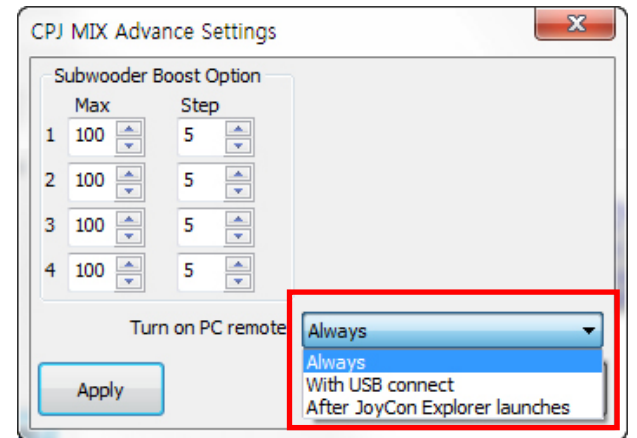 CPJ MIX Advance Settings
Subwooder Boost Option
Max Step
1 100 5
2 100 5
3 100 5
4 100 5
Turn on PC remote Always
Always
With USB connect
After JoyCon Explorer launches
Apply